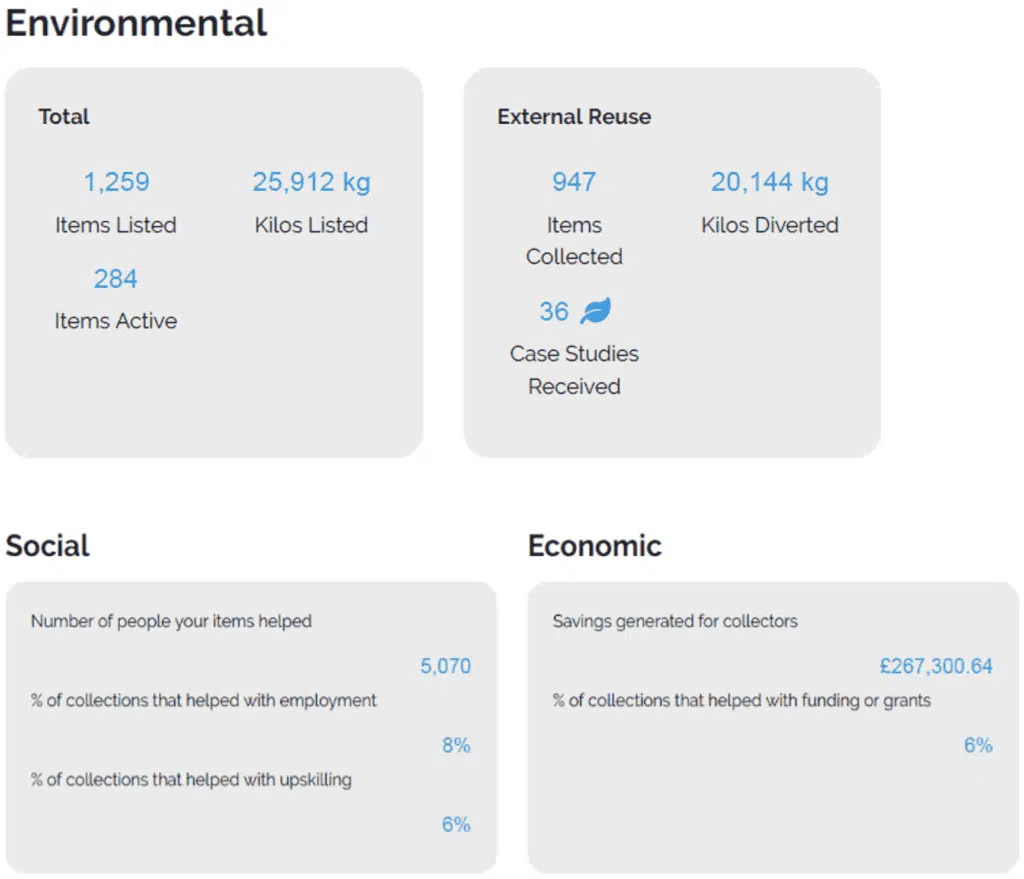 Environmental
Total
1,259
25,912 kg
Items Listed
Kilos Listed
284
Items Active
External Reuse
947
20,144 kg
Items
Collected
Kilos Diverted
36
Case Studies
Received
Social
Number of people your items helped
5,070
% of collections that helped with employment
8%
% of collections that helped with upskilling
6%
Economic
Savings generated for collectors
£267,300.64
% of collections that helped with funding or grants
6%